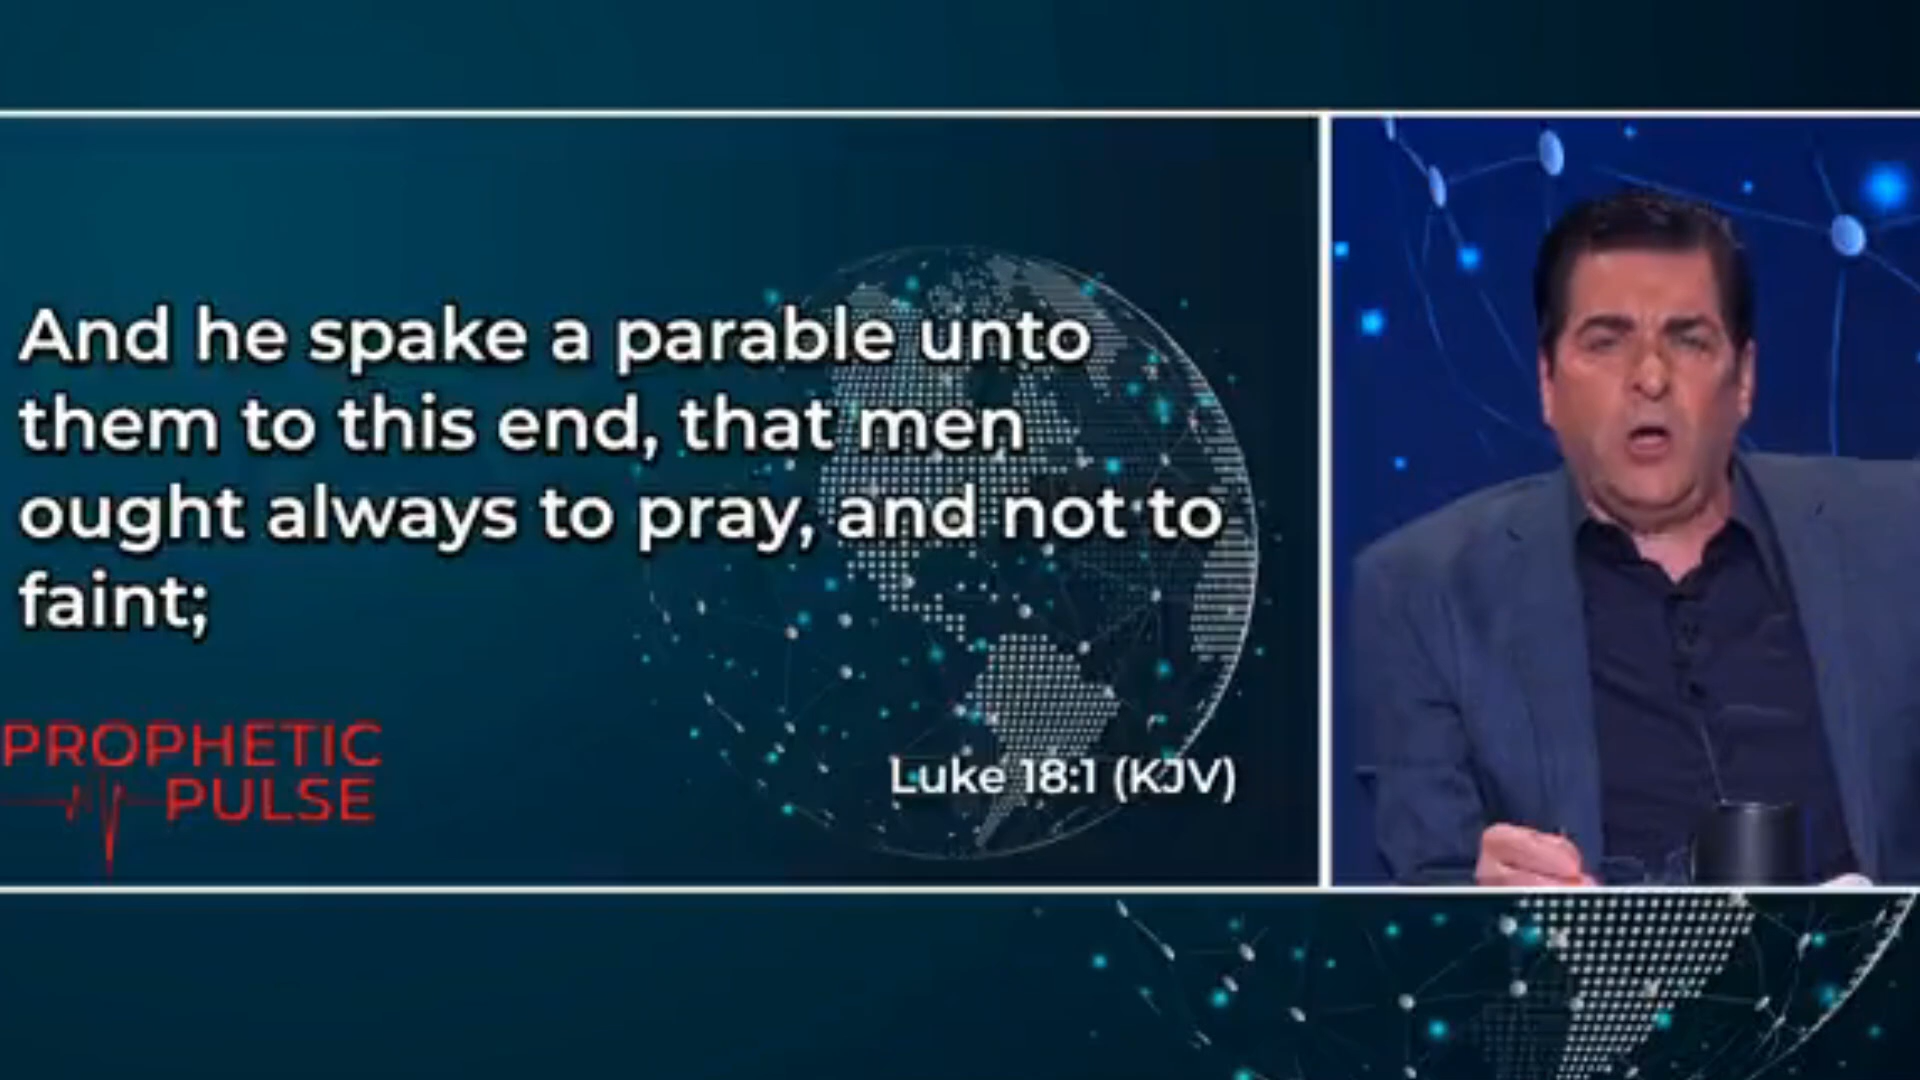 And he spake a parable unto
them to this end, that men
ought always to pray, and not to
faint;
PROPHETIC
PULSE
Luke 18:1 (KJV)